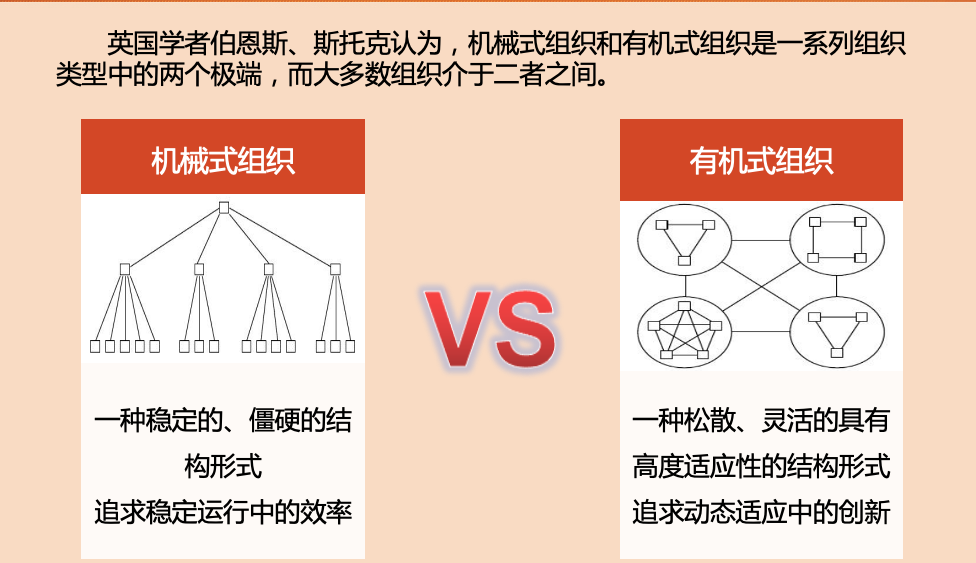 英国学者伯恩斯、斯托克认为，机械式组织和有机式组织是一系列组织
类型中的两个极端，而大多数组织介于二者之间。
机械式组织
有机式组织
VS
一种稳定的、僵硬的结
构形式
追求稳定运行中的效率
一种松散、灵活的具有
高度适应性的结构形式
追求动态适应中的创新